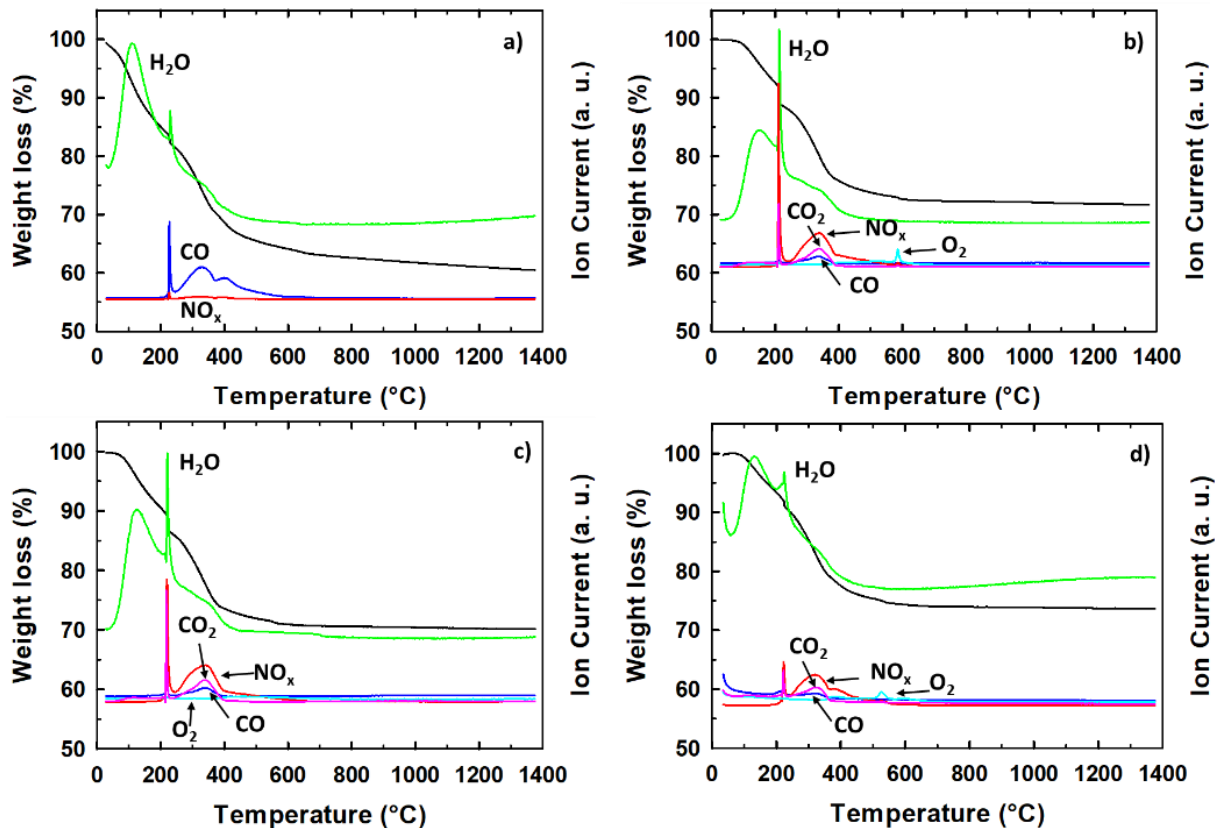 a)
H₂O
CO
NOₓ
Weight loss (%)
100
90
80
70
60
50
Ion Current (a. u.)
0 200 400 600 800 1000 1200 1400
Temperature (°C)
b)
H₂O
CO₂
NOₓ
O₂
CO
Weight loss (%)
100
90
80
70
60
50
Ion Current (a. u.)
0 200 400 600 800 1000 1200 1400
Temperature (°C)
c)
H₂O
CO₂
NOₓ
O₂
CO
Weight loss (%)
100
90
80
70
60
50
Ion Current (a. u.)
0 200 400 600 800 1000 1200 1400
Temperature (°C)
d)
H₂O
CO₂
NOₓ
O₂
CO
Weight loss (%)
100
90
80
70
60
50
Ion Current (a. u.)
0 200 400 600 800 1000 1200 1400
Temperature (°C)